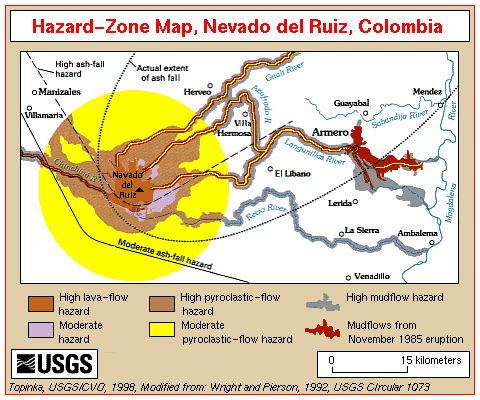 Hazard-Zone Map, Nevado del Ruiz, Colombia
High ash-fall
hazard
Actual extent
of ash fall
Manizales
Villamaria
Herveo
Gualí River
Azufrado R.
Villa
Hermosa
Guayabal
Mendez
River
Sabandija River
Armero
Langunillas River
Chinchiná R.
Nevado
del
Ruiz
El Libano
Magdalena
Lerida
Recio River
La Sierra
Ambalema
Moderate ash-fall hazard
Venadillo
High lava-flow
hazard
High pyroclastic-flow
hazard
High mudflow hazard
Moderate
hazard
Moderate
pyroclastic-flow hazard
Mudflows from
November 1985 eruption
USGS
0 15 kilometers
Topinka, USGS/CVO, 1998, Modified from: Wright and Pierson, 1992, USGS Circular 1073